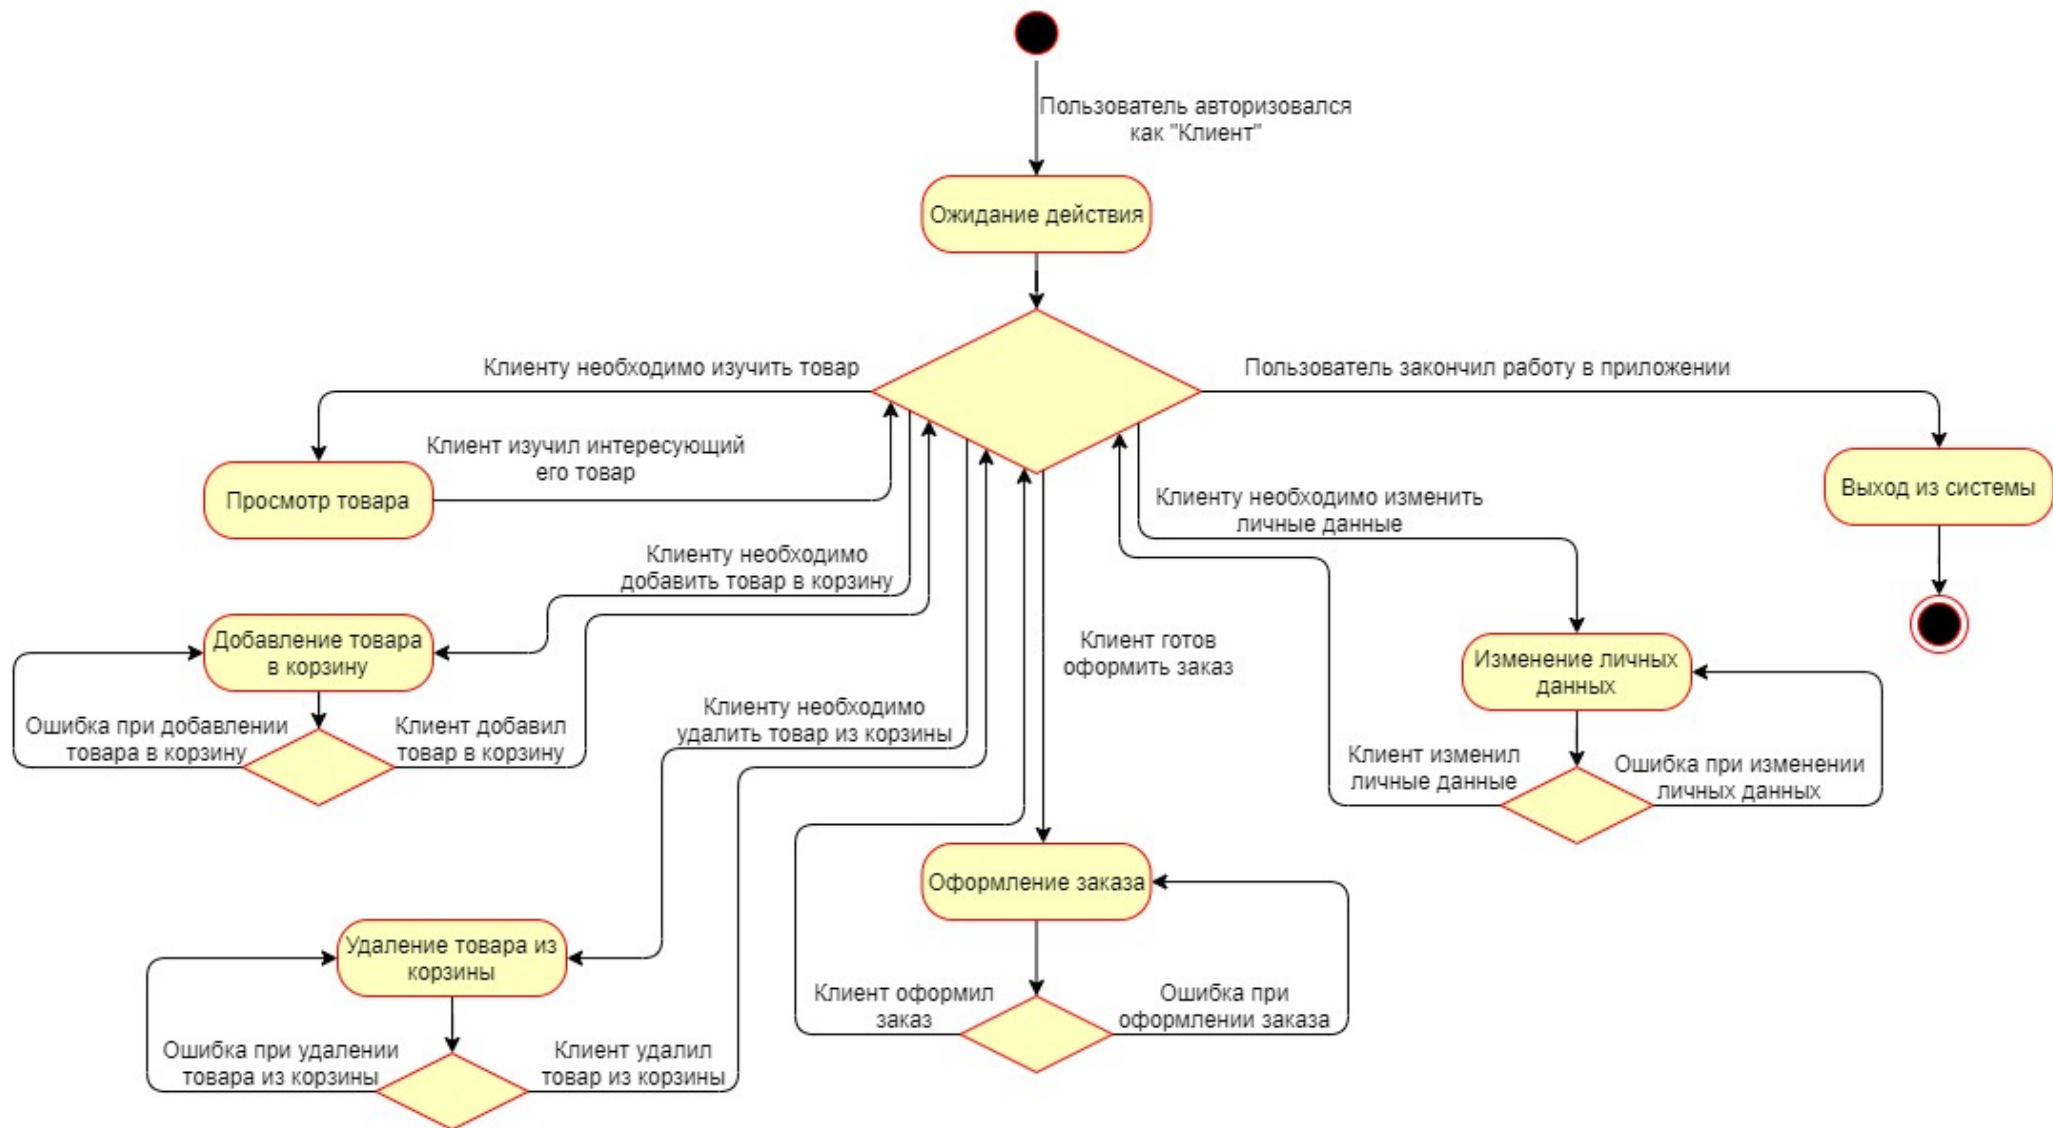 Пользователь авторизовался
как "Клиент"
Ожидание действия
Клиенту необходимо изучить товар
Пользователь закончил работу в приложении
Клиент изучил интересующий
его товар
Просмотр товара
Выход из системы
Клиенту необходимо изменить
личные данные
Клиенту необходимо
добавить товар в корзину
Добавление товара
в корзину
Клиент готов
оформить заказ
Изменение личных
данных
Ошибка при добавлении
товара в корзину
Клиент добавил
товар в корзину
Клиенту необходимо
удалить товар из корзины
Клиент изменил
личные данные
Ошибка при изменении
личных данных
Оформление заказа
Удаление товара из
корзины
Клиент оформил
заказ
Ошибка при
оформлении заказа
Ошибка при удалении
товара из корзины
Клиент удалил
товар из корзины